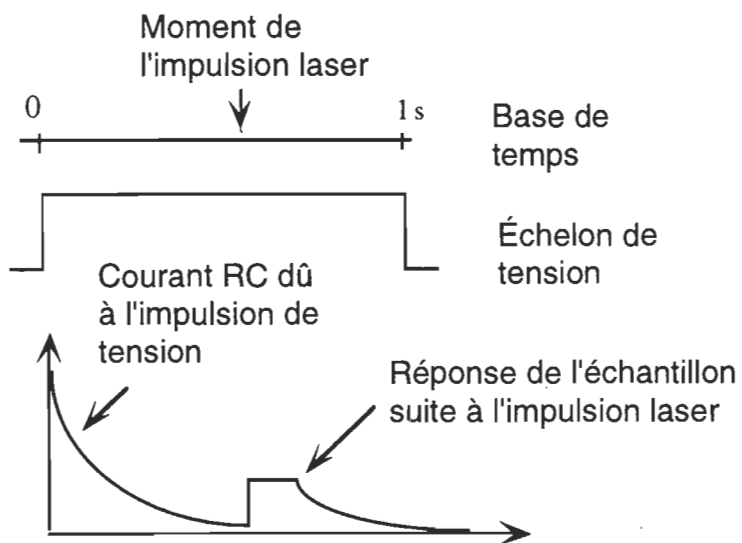 Moment de
l'impulsion laser
0
1 s
Base de
temps
Échelon de
tension
Courant RC dû
à l'impulsion de
tension
Réponse de l'échantillon
suite à l'impulsion laser